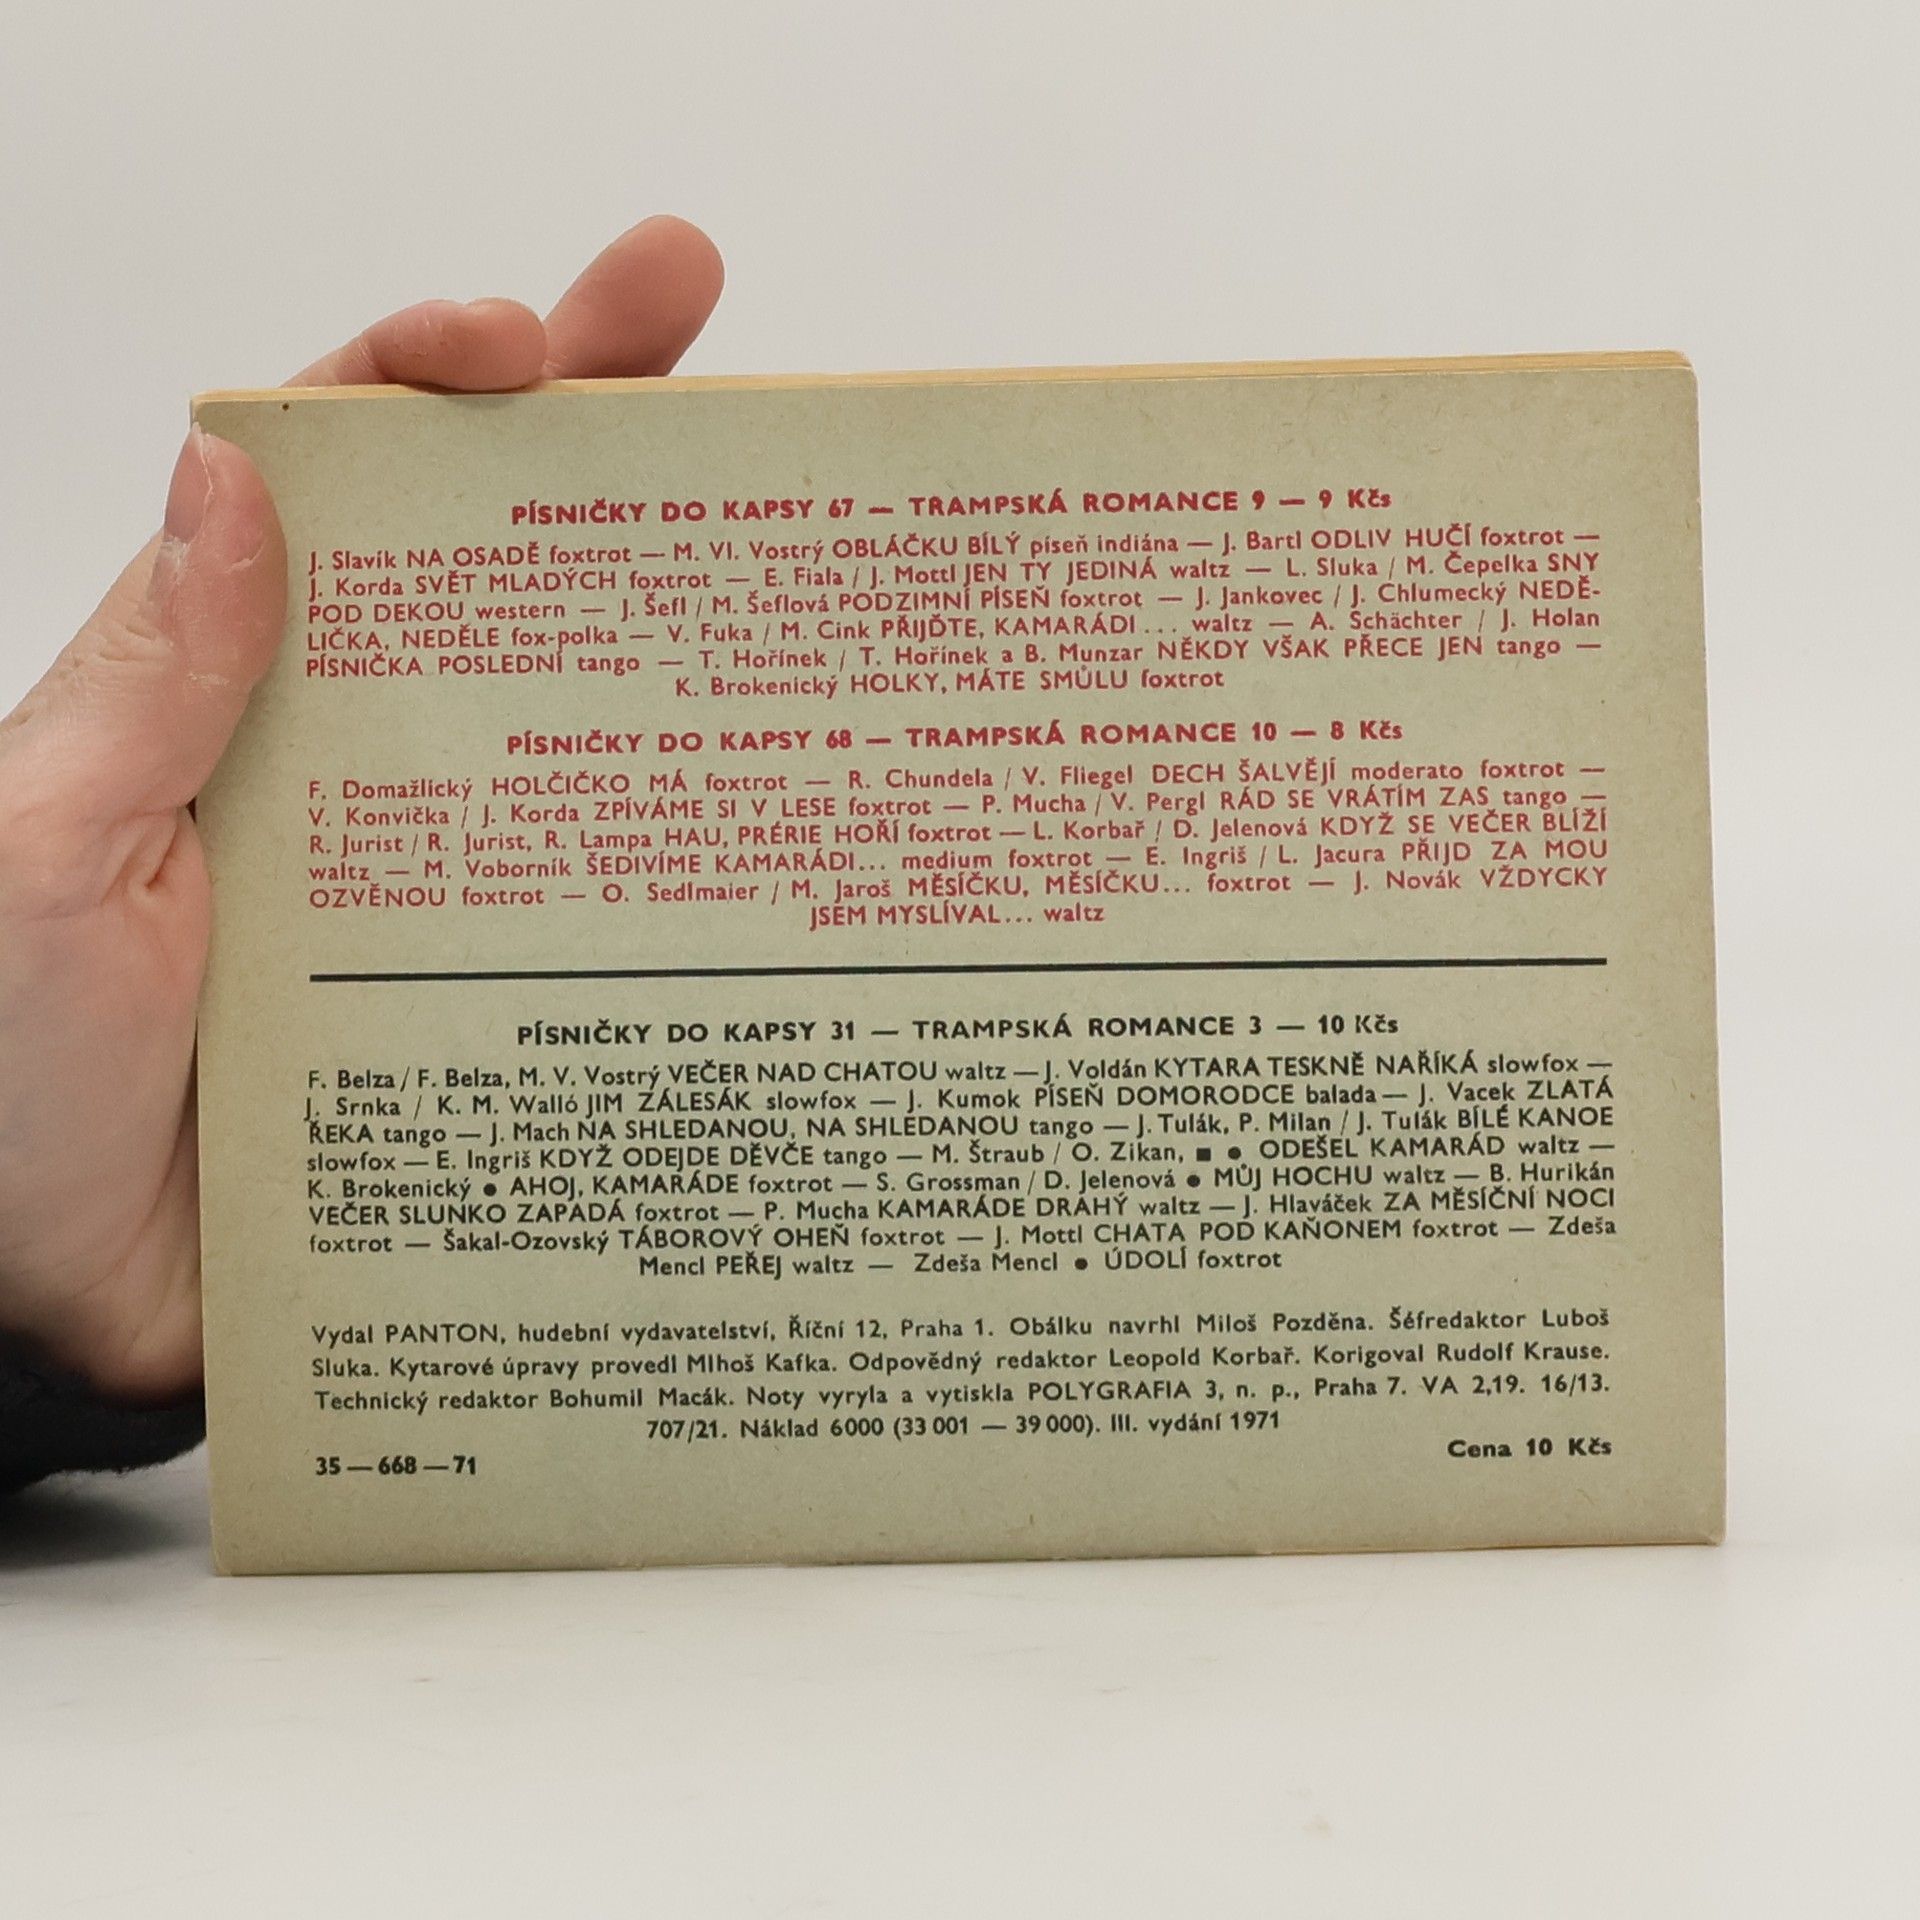 PÍSNIČKY DO KAPSY 67 — TRAMPSKÁ ROMANCE 9 — 9 Kčs
J. Slavík NA OSADĚ foxtrot — M. Vl. Vostrý OBLÁČKU BÍLÝ píseň indiána — J. Bartl ODLIV HUČÍ foxtrot —
J. Korda SVĚT MLADÝCH foxtrot — E. Fiala / J. Mottl JEN TY JEDINÁ waltz — L. Sluka / M. Čepelka SNY
POD DEKOU western — J. Šefl / M. Šeflová PODZIMNÍ PÍSEŇ foxtrot — J. Jankovec / J. Chlumecký NEDĚ-
LIČKA, NEDĚLE fox-polka — V. Fuka / M. Cink PŘIJĎTE, KAMARÁDI... waltz — A. Schächter / J. Holan
PÍSNIČKA POSLEDNÍ tango — T. Hořínek / T. Hořínek a B. Munzar NĚKDY VŠAK PŘECE JEN tango —
K. Brokenický HOLKY, MÁTE SMŮLU foxtrot
PÍSNIČKY DO KAPSY 68 — TRAMPSKÁ ROMANCE 10 — 8 Kčs
F. Domažlický HOLČIČKO MÁ foxtrot — R. Chundela / V. Fliegel DECH ŠALVĚJÍ moderato foxtrot —
V. Konvička / J. Korda ZPÍVÁME SI V LESE foxtrot — P. Mucha / V. Pergl RÁD SE VRÁTÍM ZAS tango —
R. Jurist / R. Jurist, R. Lampa HAU, PRÉRIE HOŘÍ foxtrot — L. Korbař / D. Jelenová KDYŽ SE VEČER BLÍŽÍ
waltz — M. Voborník ŠEDIVÍME KAMARÁDI... medium foxtrot — E. Ingriš / L. Jacura PŘIJD ZA MOU
OZVĚNOU foxtrot — O. Sedlmaier / M. Jaroš MĚSÍČKU, MĚSÍČKU... foxtrot — J. Novák VŽDYCKY
JSEM MYSLÍVAL... waltz
PÍSNIČKY DO KAPSY 31 — TRAMPSKÁ ROMANCE 3 — 10 Kčs
F. Belza / F. Belza, M. V. Vostrý VEČER NAD CHATOU waltz — J. Voldán KYTARA TESKNĚ NAŘÍKÁ slowfox —
J. Srnka / K. M. Walló JIM ZÁLESÁK slowfox — J. Kumok PÍSEŇ DOMORODCE balada — J. Vacek ZLATÁ
ŘEKA tango — J. Mach NA SHLEDANOU, NA SHLEDANOU tango — J. Tulák, P. Milan / J. Tulák BÍLÉ KANOE
slowfox — E. Ingriš KDYŽ ODEJDE DĚVČE tango — M. Štraub / O. Zikan, ■ ● ODEŠEL KAMARÁD waltz —
K. Brokenický ● AHOJ, KAMARÁDE foxtrot — S. Grossman / D. Jelenová ● MŮJ HOCHU waltz — B. Hurikán
VEČER SLUNKO ZAPADÁ foxtrot — P. Mucha KAMARÁDE DRAHÝ waltz — J. Hlaváček ZA MĚSÍČNÍ NOCI
foxtrot — Šakal-Ozovský TÁBOROVÝ OHEŇ foxtrot — J. Mottl CHATA POD KAŇONEM foxtrot — Zdeša
Mencl PEŘEJ waltz — Zdeša Mencl ● ÚDOLÍ foxtrot
Vydal PANTON, hudební vydavatelství, Říční 12, Praha 1. Obálku navrhl Miloš Pozděna. Šéfredaktor Luboš
Sluka. Kytarové úpravy provedl Mlhoš Kafka. Odpovědný redaktor Leopold Korbař. Korigoval Rudolf Krause.
Technický redaktor Bohumil Macák. Noty vyryla a vytiskla POLYGRAFIA 3, n. p., Praha 7. VA 2,19. 16/13.
707/21. Náklad 6000 (33 001 — 39 000). III. vydání 1971
Cena 10 Kčs
35 — 668 — 71